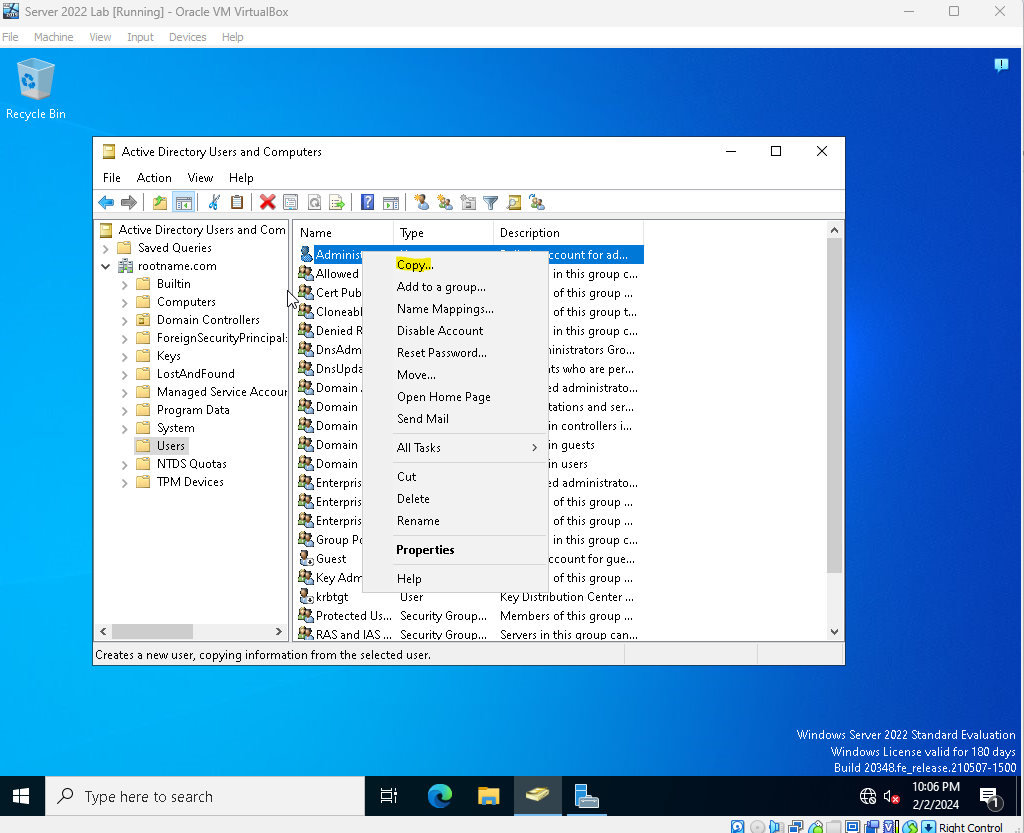 Server 2022 Lab [Running] - Oracle VM VirtualBox
File Machine View Input Devices Help
Recycle Bin
Active Directory Users and Computers
File Action View Help
Active Directory Users and Com
Saved Queries
rootname.com
Builtin
Computers
Domain Controllers
ForeignSecurityPrincipal:
Keys
LostAndFound
Managed Service Accour
Program Data
System
Users
NTDS Quotas
TPM Devices
Name Type Description
Administ account for ad...
Allowed in this group c...
Cert Pub of this group ...
Cloneabl of this group t...
Denied R in this group c...
DnsAdm inistrators Gro...
DnsUpda ts who are per...
Domain ed administrato...
Domain tations and ser...
Domain in controllers i...
Domain in guests
Domain in users
Enterpris ed administrato...
Enterpris of this group ...
Enterpris of this group ...
Group Po in this group c...
Guest ccount for gue...
Key Adm of this group ...
krbtgt User Key Distribution Center ...
Protected Us... Security Group... Members of this group ...
RAS and IAS ... Security Group... Servers in this group can...
Copy...
Add to a group...
Name Mappings...
Disable Account
Reset Password...
Move...
Open Home Page
Send Mail
All Tasks
Cut
Delete
Rename
Properties
Help
Creates a new user, copying information from the selected user.
Windows Server 2022 Standard Evaluation
Windows License valid for 180 days
Build 20348.fe_release.210507-1500
Type here to search
10:06 PM
2/2/2024
1
Right Control